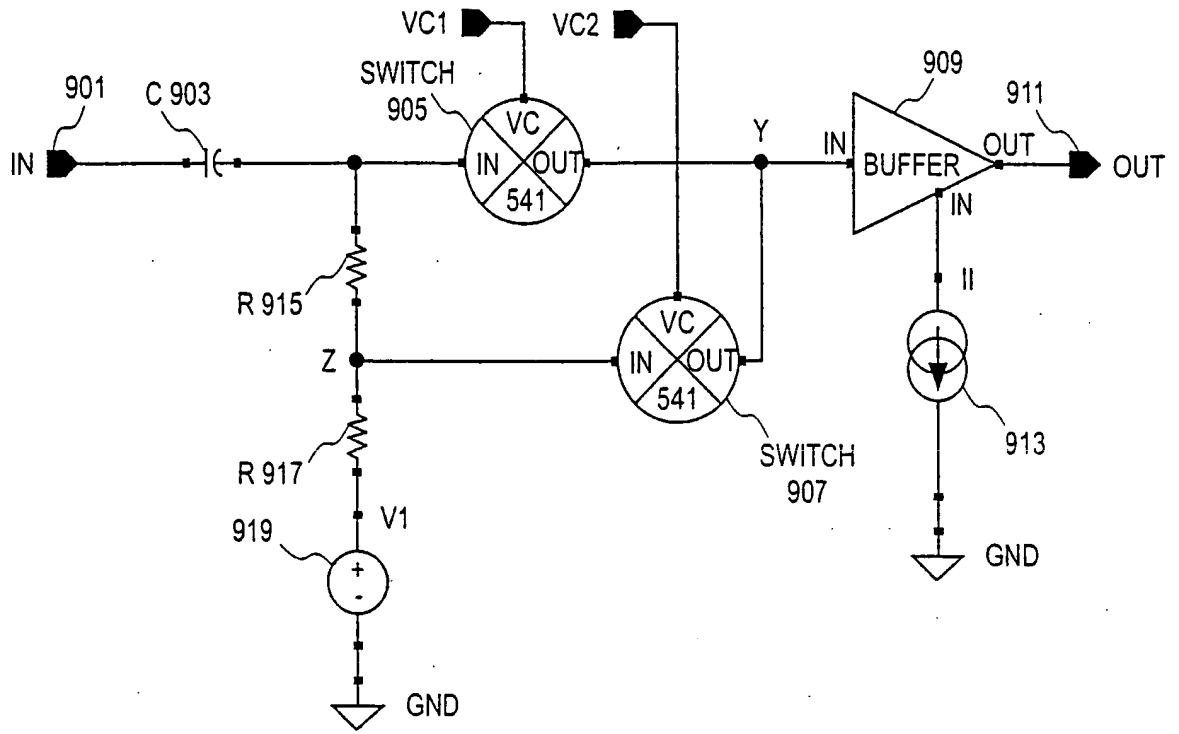 VC1
VC2
SWITCH
905
901
C 903
909
911
IN
VC
IN
OUT
541
Y
IN
BUFFER
OUT
OUT
IN
R 915
II
Z
VC
IN
OUT
541
913
R 917
SWITCH
907
V1
919
+
-
GND
GND